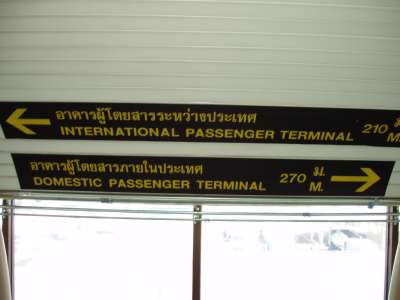 อาคารผู้โดยสารระหว่างประเทศ
INTERNATIONAL PASSENGER TERMINAL 210 ม.
M.
อาคารผู้โดยสารภายในประเทศ 270 ม.
DOMESTIC PASSENGER TERMINAL M.